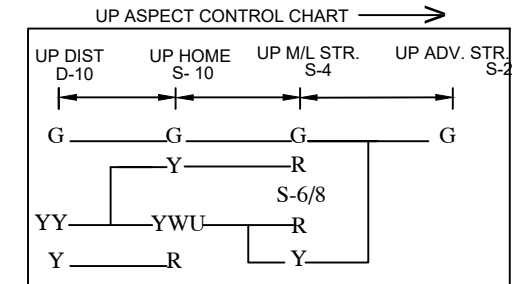 UP ASPECT CONTROL CHART
UP DIST UP HOME UP M/L STR. UP ADV. STR.
D-10 S- 10 S-4 S-2
G G G G
Y R
S-6/8
YY YWU R
Y R Y